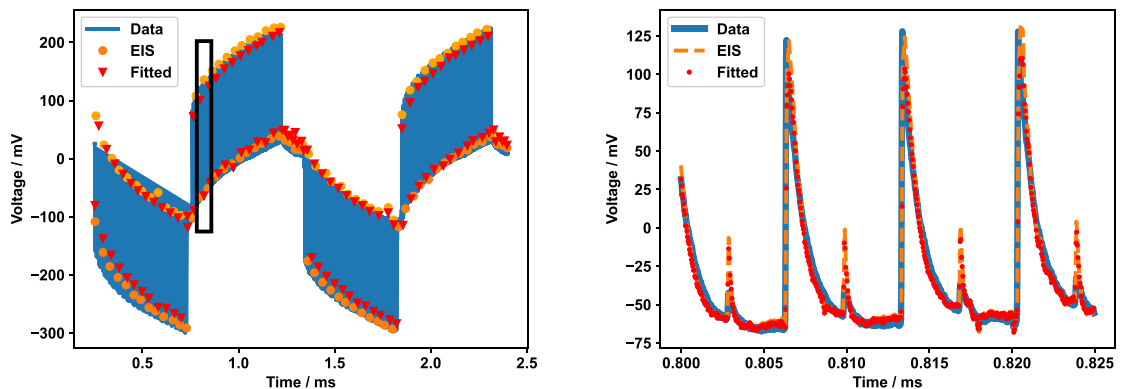 Data
EIS
Fitted
200
100
0
−100
−200
−300
Voltage / mV
0.5
1.0
1.5
2.0
2.5
Time / ms
Data
EIS
Fitted
125
100
75
50
25
0
−25
−50
−75
Voltage / mV
0.800
0.805
0.810
0.815
0.820
0.825
Time / ms